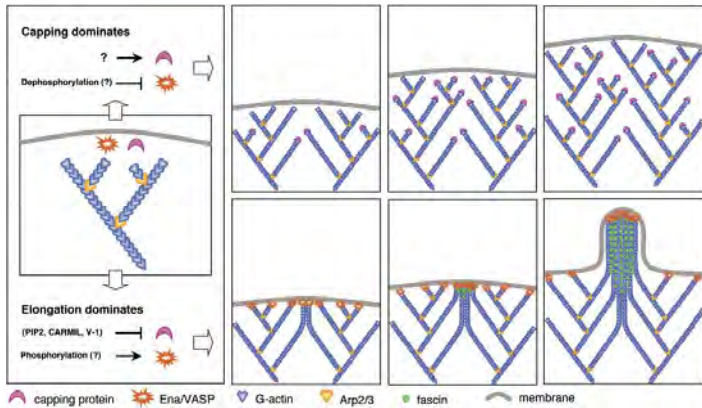 Capping dominates
?
Dephosphorylation (?)
Elongation dominates
(PIP2, CARMIL, V-1)
Phosphorylation (?)
capping protein
Ena/VASP
G-actin
Arp2/3
fascin
membrane